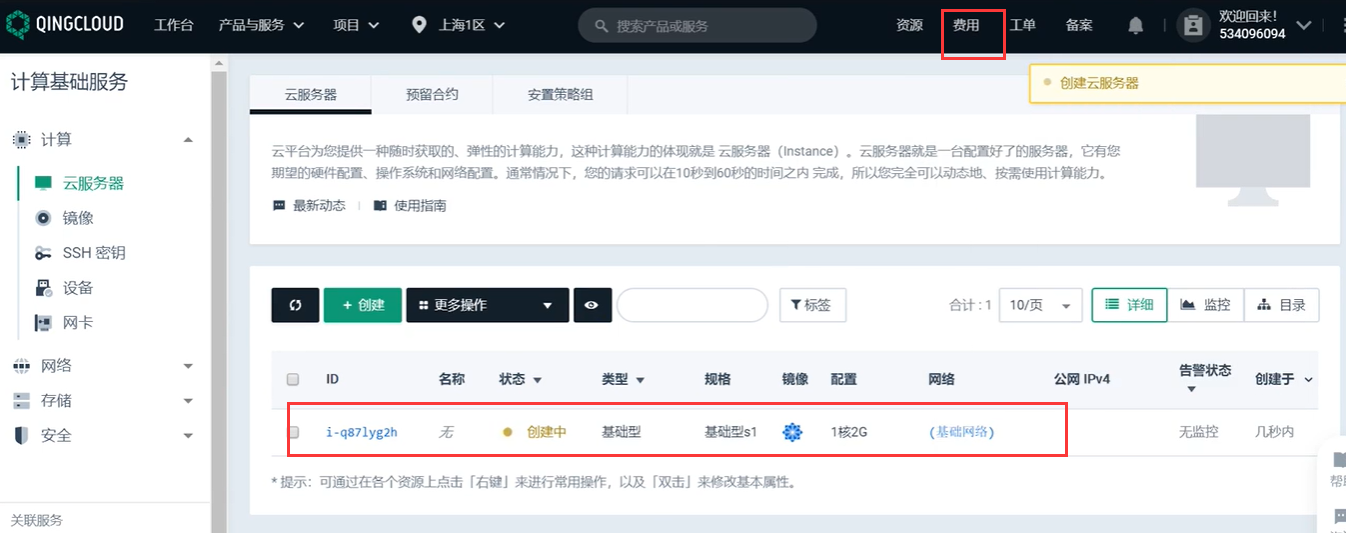 QINGCLOUD 工作台 产品与服务 项目 上海1区 搜索产品或服务 资源 费用 工单 备案 欢迎回来!
534096094
计算基础服务
云服务器 预留合约 安置策略组
创建云服务器
计算
云服务器
镜像
SSH 密钥
设备
网卡
网络
存储
安全
关联服务
云平台为您提供一种随时获取的、弹性的计算能力，这种计算能力的体现就是 云服务器（Instance）。云服务器就是一台配置好了的服务器，它有您
期望的硬件配置、操作系统和网络配置。通常情况下，您的请求可以在10秒到60秒的时间之内 完成，所以您完全可以动态地、按需使用计算能力。
最新动态 使用指南
+ 创建 更多操作 标签 合计 : 1 10/页 详细 监控 目录
ID 名称 状态 类型 规格 镜像 配置 网络 公网 IPv4 告警状态 创建于
i-q87lyg2h 无 创建中 基础型 基础型s1 1核2G (基础网络) 无监控 几秒内
* 提示：可通过在各个资源上点击「右键」来进行常用操作，以及「双击」来修改基本属性。